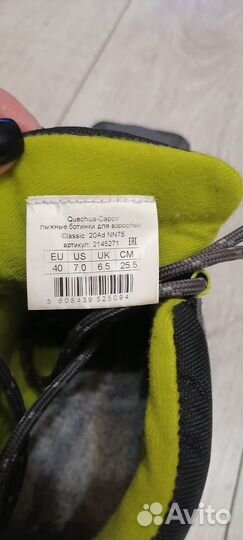 Quechua-Capcir
лыжные ботинки для взрослых
Classic 20Ad NN75
артикул: 2145271
EAC
EU US UK CM
40 7.0 6.5 25.5
3 608439 525094
Avito